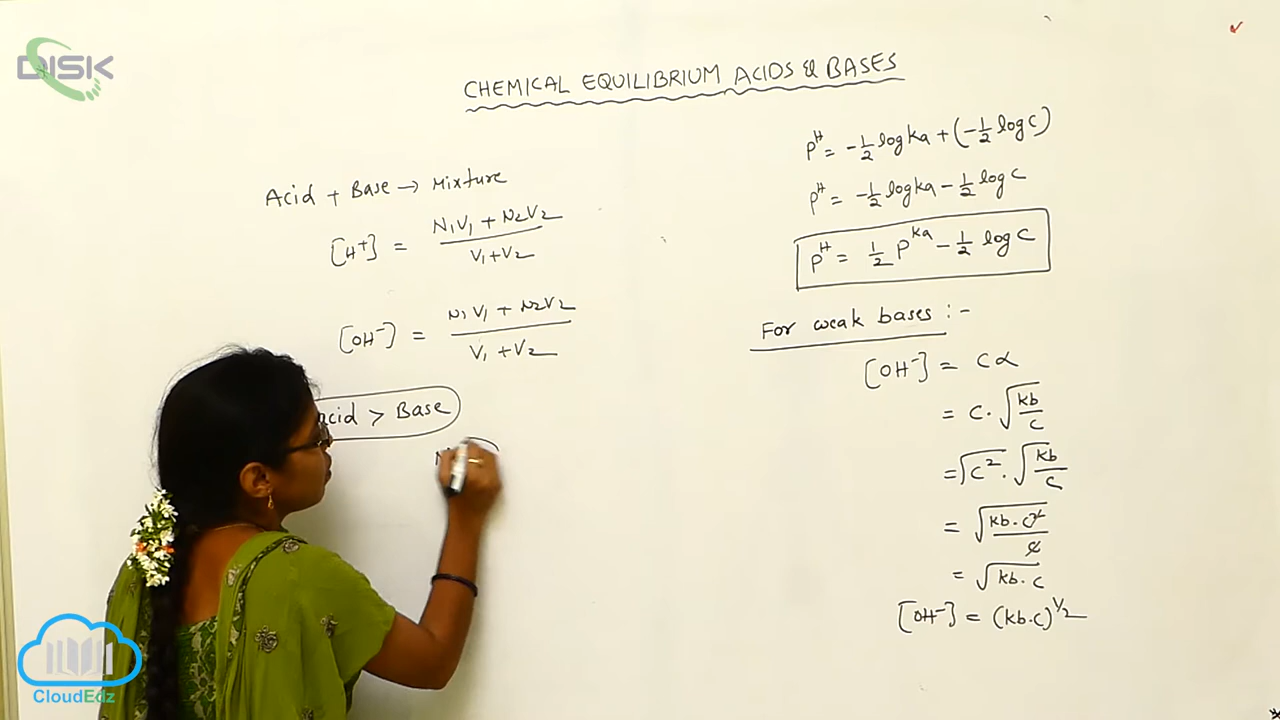 DISK
CHEMICAL EQUILIBRIUM ACIDS & BASES
Acid + Base → Mixture
[H⁺] = N₁V₁ + N₂V₂ / V₁+V₂
[OH⁻] = N₁V₁ + N₂V₂ / V₁+V₂
acid > Base
pᴴ = -½ log ka + (-½ log C)
pᴴ = -½ log ka - ½ log C
pᴴ = ½ pᵏᵃ - ½ log C
For weak bases :-
[OH⁻] = Cα
= C·√kb/C
= √C²·√kb/C
= √kb·C²/C
= √kb·C
[OH⁻] = (kb·C)^1/2
CloudEdz